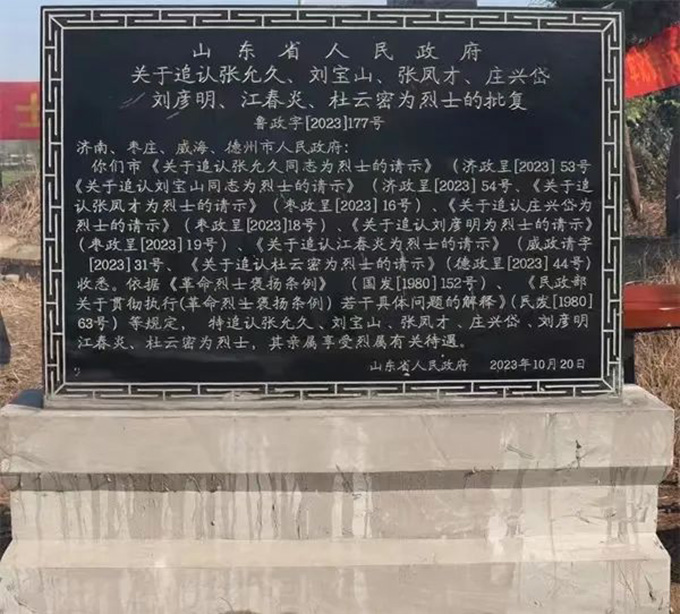 山东省人民政府
关于追认张允久、刘宝山、张凤才、庄兴岱
刘彦明、江春炎、杜云密为烈士的批复
鲁政字[2023]177号
济南、枣庄、威海、德州市人民政府：
你们市《关于追认张允久同志为烈士的请示》（济政呈[2023]53号
《关于追认刘宝山同志为烈士的请示》（济政呈[2023]54号、《关于追
认张凤才为烈士的请示》（枣政呈[2023]16号）《关于追认庄兴岱为
烈士的请示》（枣政呈[2023]18号）、《关于追认刘彦明为烈士的请示》
（枣政呈[2023]19号）、《关于追认江春炎为烈士的请示》（威政请字
[2023]31号、《关于追认杜云密为烈士的请示》（德政呈[2023]44号）
收悉。依据《革命烈士褒扬条例》（国发[1980]152号）、《民政部
关于贯彻执行(革命烈士褒扬条例）若干具体问题的解释》（民发[1980]
63号）等规定，特追认张允久、刘宝山、张凤才、庄兴岱、刘彦明
江春炎、杜云密为烈士，其亲属享受烈属有关待遇。
山东省人民政府 2023年10月20日